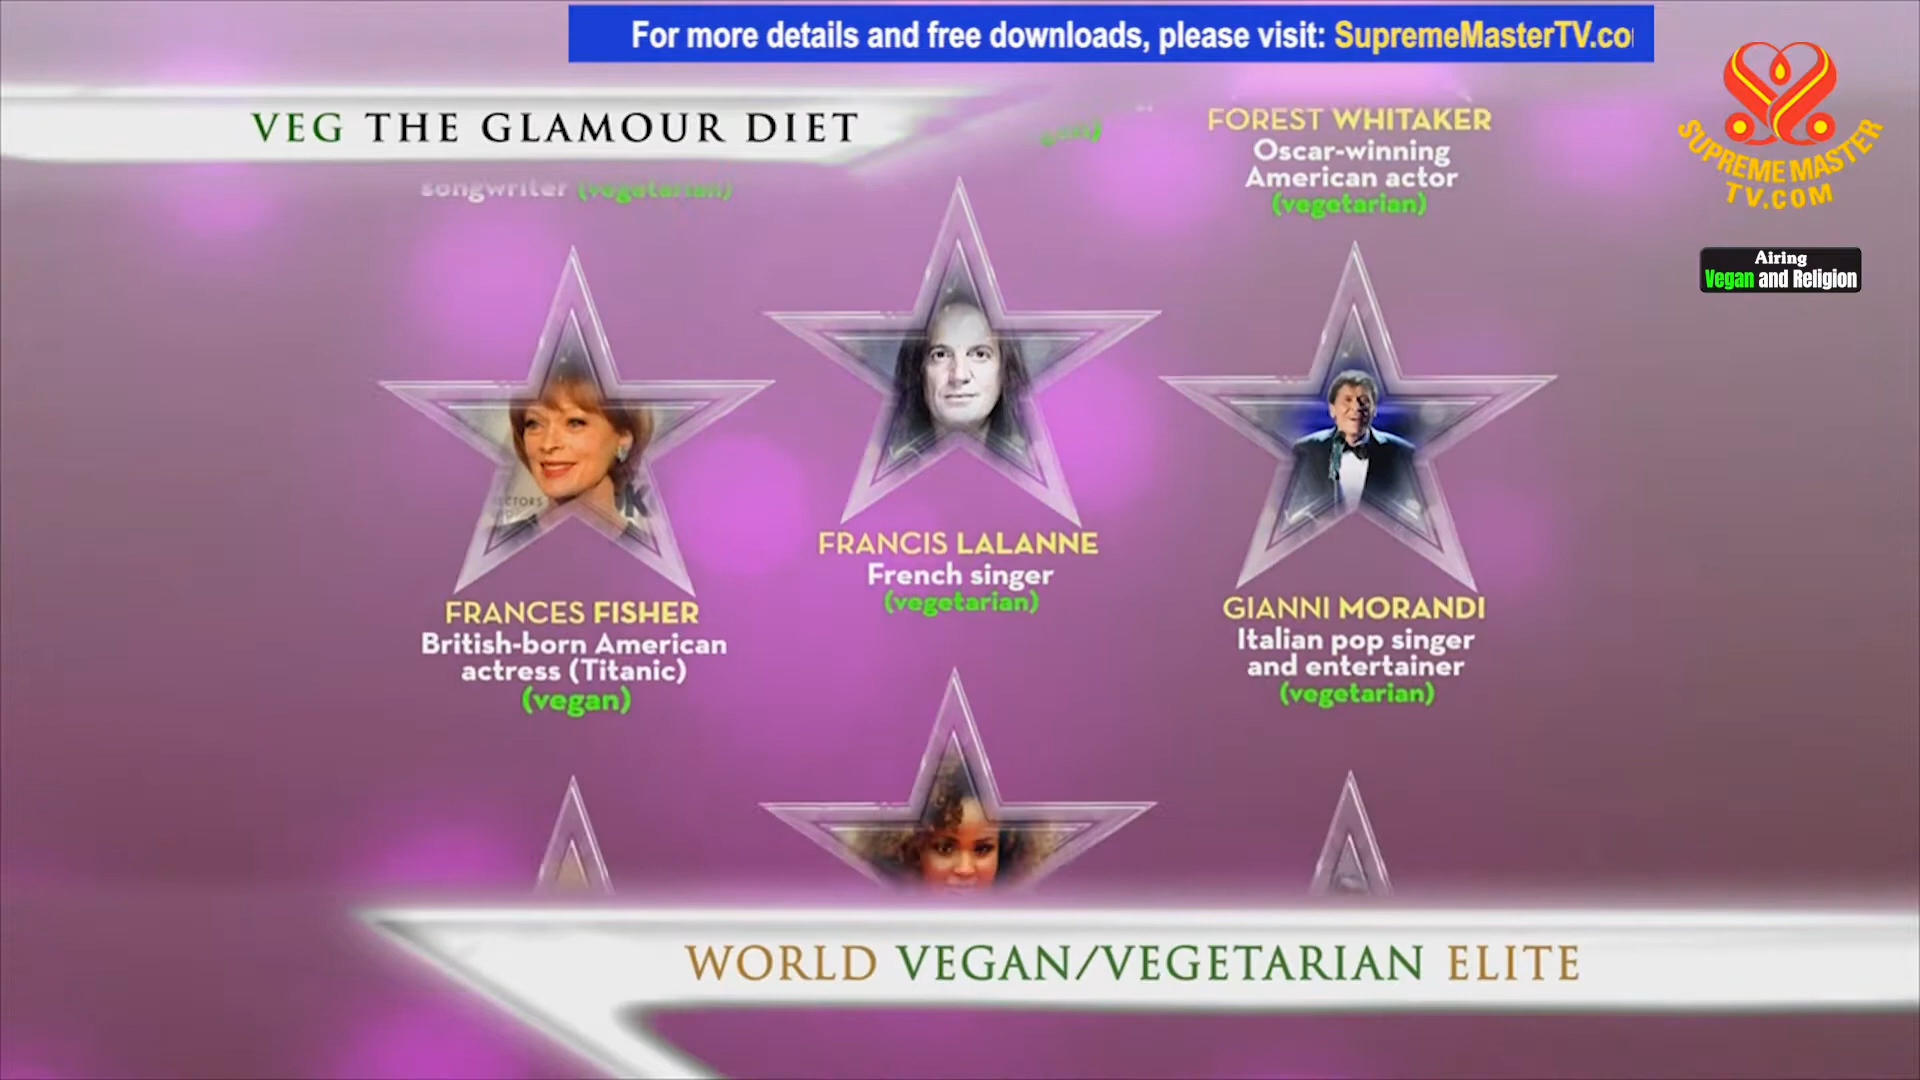 For more details and free downloads, please visit: SupremeMasterTV.co
VEG THE GLAMOUR DIET
songwriter (vegetarian)
FOREST WHITAKER
Oscar-winning
American actor
(vegetarian)
SUPREME MASTER
TV.COM
Airing
Vegan and Religion
ECTORS
K
FRANCIS LALANNE
French singer
(vegetarian)
FRANCES FISHER
British-born American
actress (Titanic)
(vegan)
GIANNI MORANDI
Italian pop singer
and entertainer
(vegetarian)
WORLD VEGAN/VEGETARIAN ELITE